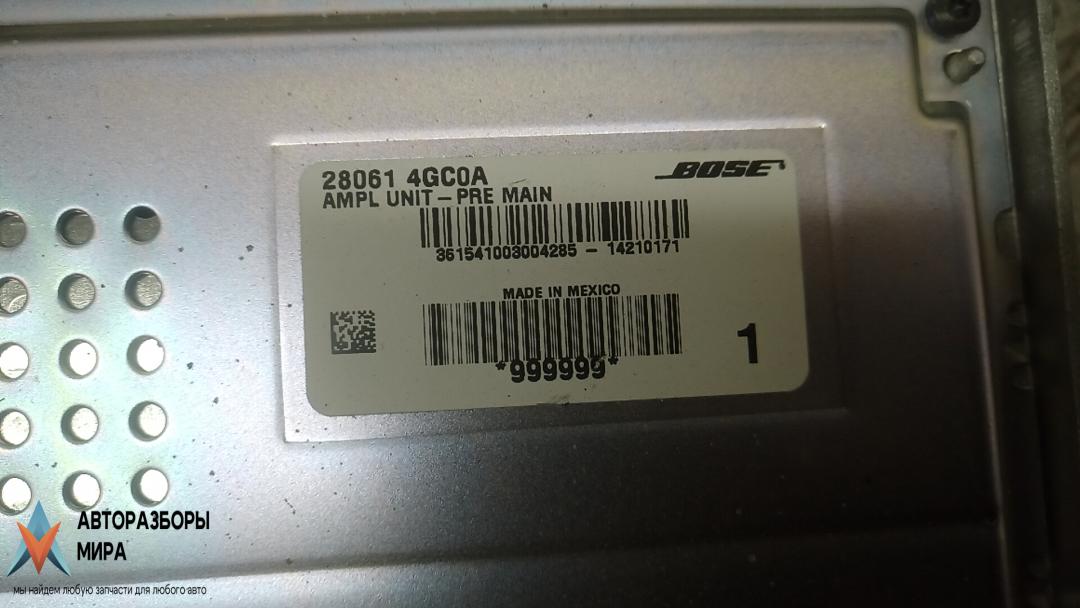 28061 4GC0A
BOSE
AMPL UNIT-PRE MAIN
361541003004285 - 14210171
MADE IN MEXICO
1
*999999*
АВТОРАЗБОРЫ
МИРА
мы найдем любую запчасти для любого авто